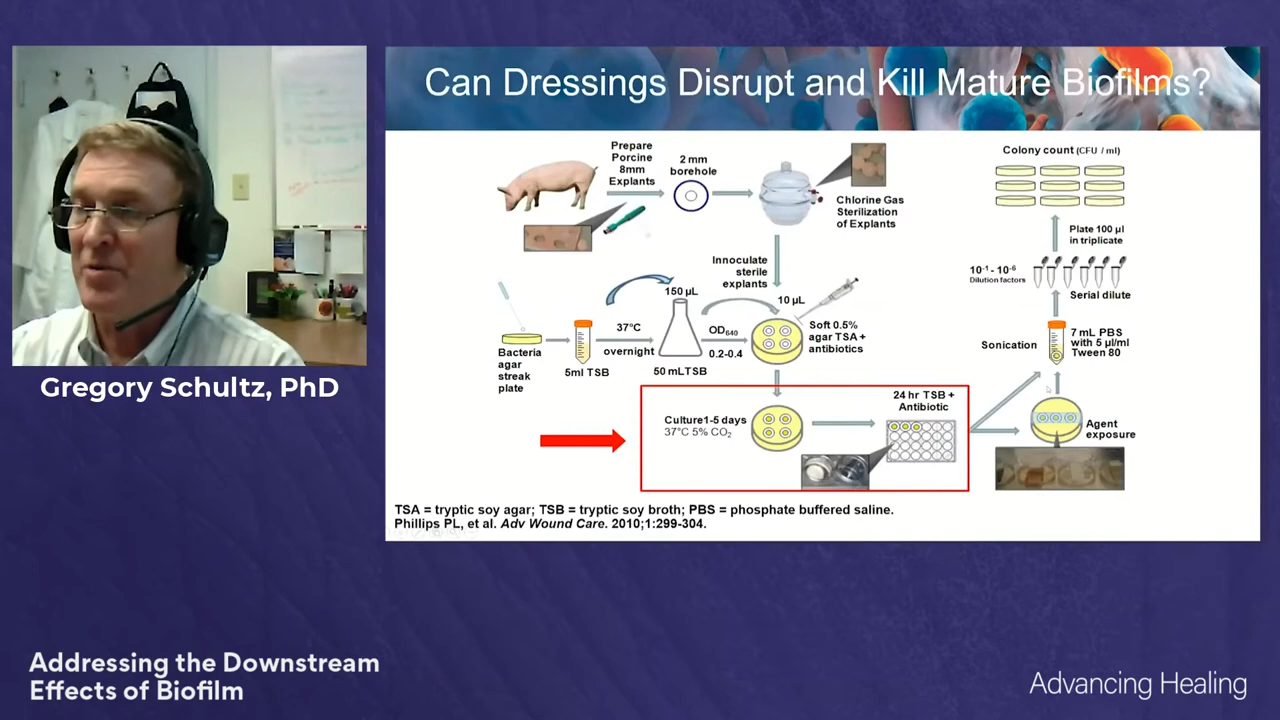 Can Dressings Disrupt and Kill Mature Biofilms?
Prepare
Porcine
8mm
Explants
2 mm
borehole
Chlorine Gas
Sterilization
of Explants
Colony count (CFU / ml)
Plate 100 µl
in triplicate
10-1 - 10-6
Dilution factors
Serial dilute
Innoculate
sterile
explants
150 µL
10 µL
Bacteria
agar
streak
plate
5ml TSB
37°C
overnight
50 mLTSB
OD640
0.2-0.4
Soft 0.5%
agar TSA +
antibiotics
Sonication
7 mL PBS
with 5 µl/ml
Tween 80
Culture1-5 days
37°C 5% CO2
24 hr TSB +
Antibiotic
Agent
exposure
TSA = tryptic soy agar; TSB = tryptic soy broth; PBS = phosphate buffered saline.
Phillips PL, et al. Adv Wound Care. 2010;1:299-304.
Gregory Schultz, PhD
Addressing the Downstream
Effects of Biofilm
Advancing Healing